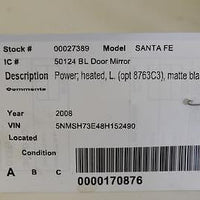 Stock # 00027389 Model SANTA FE
IC # 50124 BL Door Mirror
Description Power; heated, L. (opt 8763C3), matte bla
Comments
Year 2008
VIN 5NMSH73E48H152490
Located
Condition
A B C 0000170876